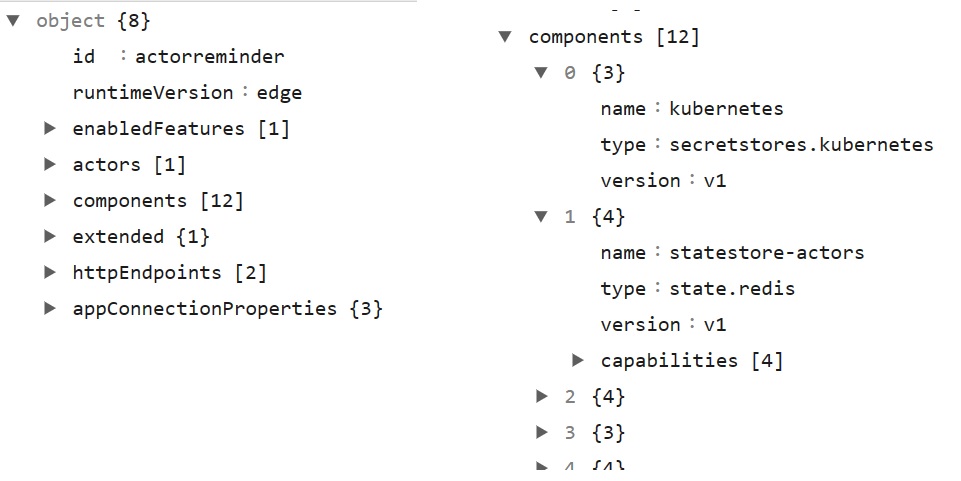 object {8}
id : actorreminder
runtimeVersion : edge
enabledFeatures [1]
actors [1]
components [12]
extended {1}
httpEndpoints [2]
appConnectionProperties {3}
components [12]
0 {3}
name : kubernetes
type : secretstores.kubernetes
version : v1
1 {4}
name : statestore-actors
type : state.redis
version : v1
capabilities [4]
2 {4}
3 {3}
4 {4}